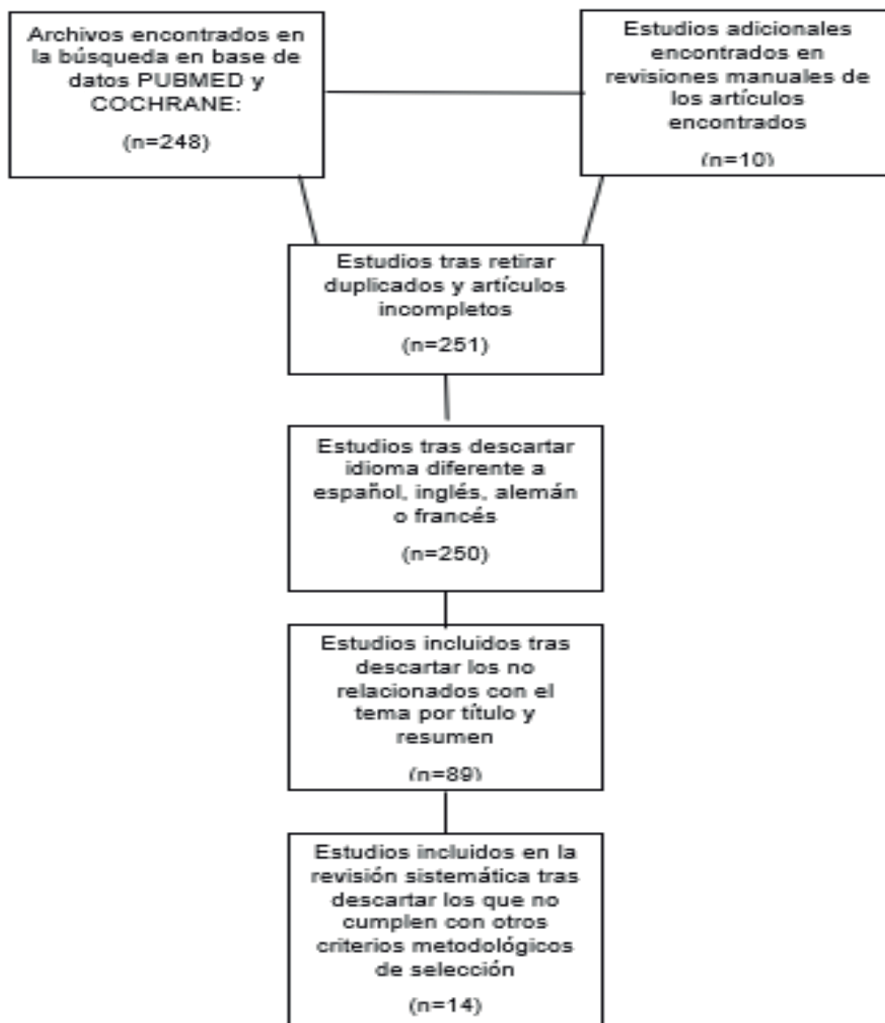 Archivos encontrados en
la búsqueda en base de
datos PUBMED y
COCHRANE:
(n=248)
Estudios adicionales
encontrados en
revisiones manuales de
los artículos
encontrados
(n=10)
Estudios tras retirar
duplicados y artículos
incompletos
(n=251)
Estudios tras descartar
idioma diferente a
español, inglés, alemán
o francés
(n=250)
Estudios incluidos tras
descartar los no
relacionados con el
tema por título y
resumen
(n=89)
Estudios incluidos en la
revisión sistemática tras
descartar los que no
cumplen con otros
criterios metodológicos
de selección
(n=14)